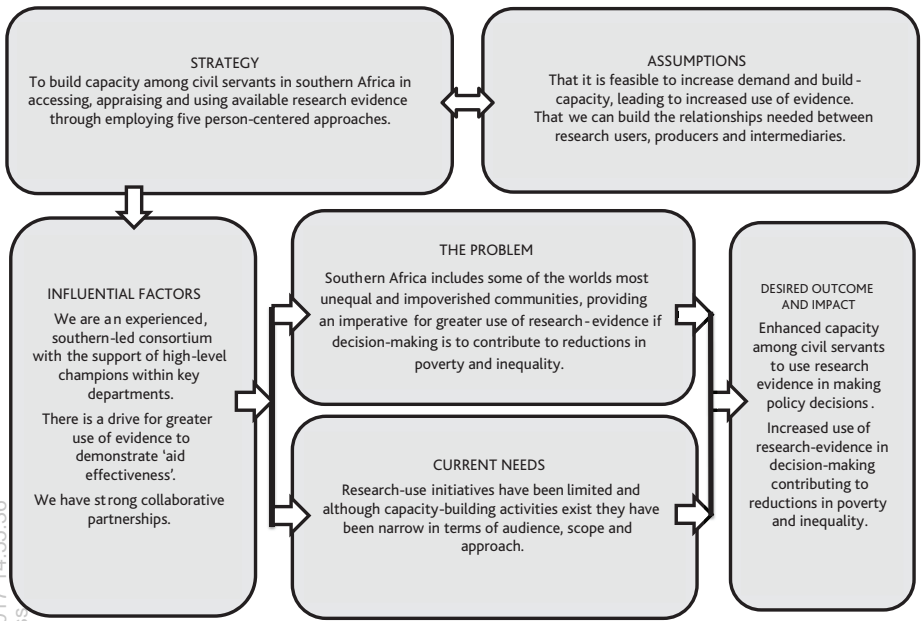 STRATEGY
To build capacity among civil servants in southern Africa in
accessing, appraising and using available research evidence
through employing five person-centered approaches.
ASSUMPTIONS
That it is feasible to increase demand and build -
capacity, leading to increased use of evidence.
That we can build the relationships needed between
research users, producers and intermediaries.
INFLUENTIAL FACTORS
We are an experienced,
southern-led consortium
with the support of high-level
champions within key
departments.
There is a drive for greater
use of evidence to
demonstrate ‘aid
effectiveness’.
We have strong collaborative
partnerships.
THE PROBLEM
Southern Africa includes some of the worlds most
unequal and impoverished communities, providing
an imperative for greater use of research-evidence if
decision-making is to contribute to reductions in
poverty and inequality.
CURRENT NEEDS
Research-use initiatives have been limited and
although capacity-building activities exist they have
been narrow in terms of audience, scope and
approach.
DESIRED OUTCOME
AND IMPACT
Enhanced capacity
among civil servants
to use research
evidence in making
policy decisions .
Increased use of
research-evidence in
decision-making
contributing to
reductions in poverty
and inequality.